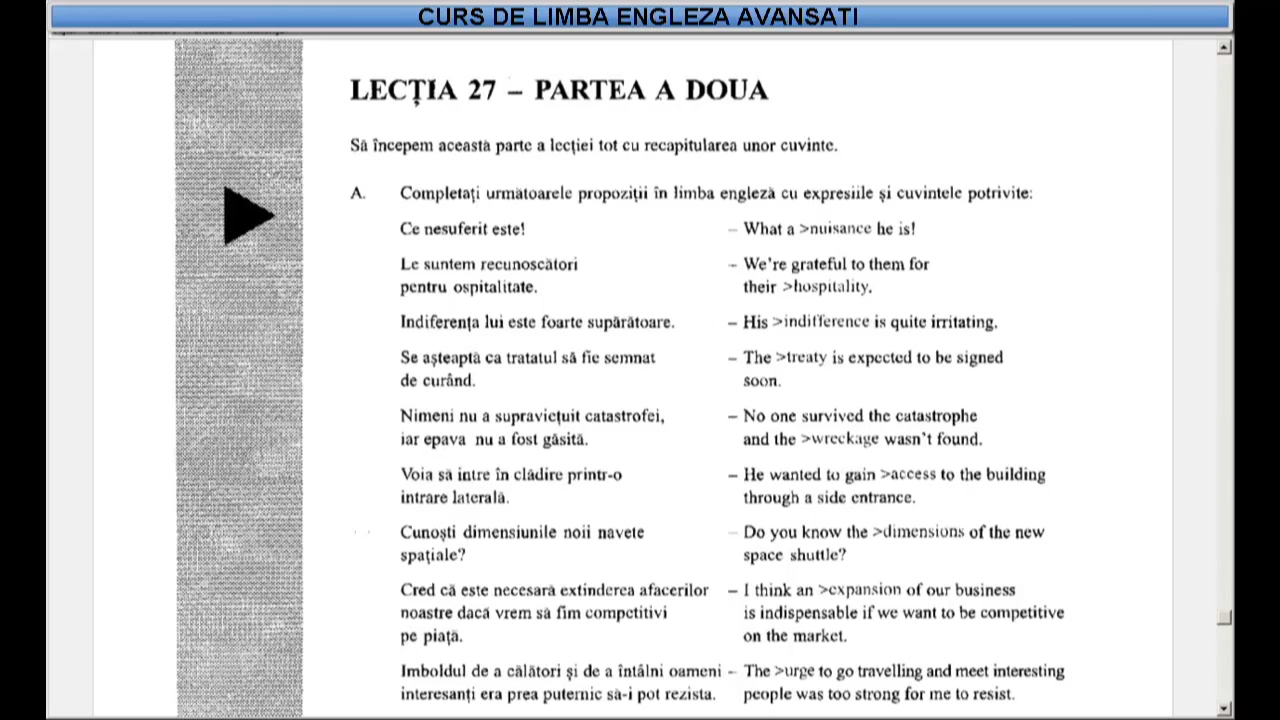 CURS DE LIMBA ENGLEZA AVANSATI
LECȚIA 27 – PARTEA A DOUA
Să începem această parte a lecției tot cu recapitularea unor cuvinte.
A. Completați următoarele propoziții în limba engleză cu expresiile și cuvintele potrivite:
Ce nesuferit este! – What a >nuisance he is!
Le suntem recunoscători – We're grateful to them for
pentru ospitalitate. their >hospitality.
Indiferența lui este foarte supărătoare. – His >indifference is quite irritating.
Se așteaptă ca tratatul să fie semnat – The >treaty is expected to be signed
de curând. soon.
Nimeni nu a supraviețuit catastrofei, – No one survived the catastrophe
iar epava nu a fost găsită. and the >wreckage wasn't found.
Voia să intre în clădire printr-o – He wanted to gain >access to the building
intrare laterală. through a side entrance.
Cunoști dimensiunile noii navete – Do you know the >dimensions of the new
spațiale? space shuttle?
Cred că este necesară extinderea afacerilor – I think an >expansion of our business
noastre dacă vrem să fim competitivi is indispensable if we want to be competitive
pe piață. on the market.
Imboldul de a călători și de a întâlni oameni – The >urge to go travelling and meet interesting
interesanți era prea puternic să-i pot rezista. people was too strong for me to resist.